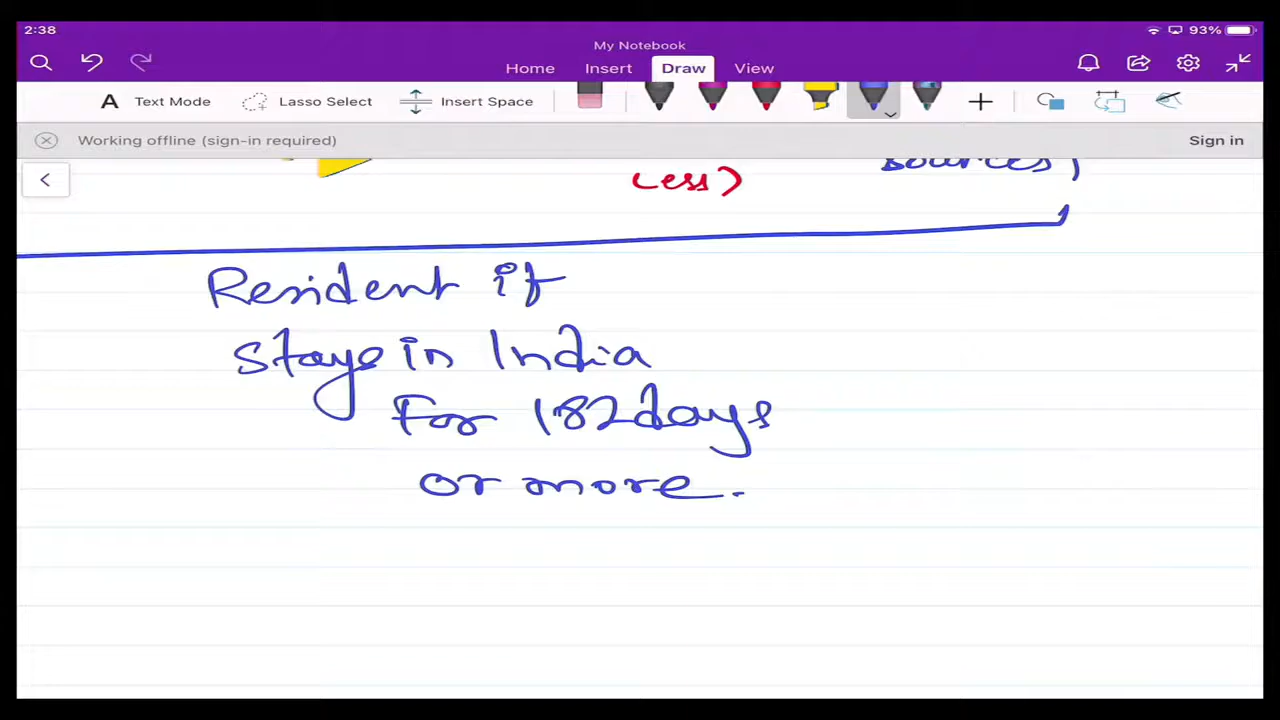 2:38
93%
My Notebook
Home Insert Draw View
Text Mode Lasso Select Insert Space
Working offline (sign-in required) Sign in
sources,
(ess)
Resident if
stays in India
For 182 days
or more.